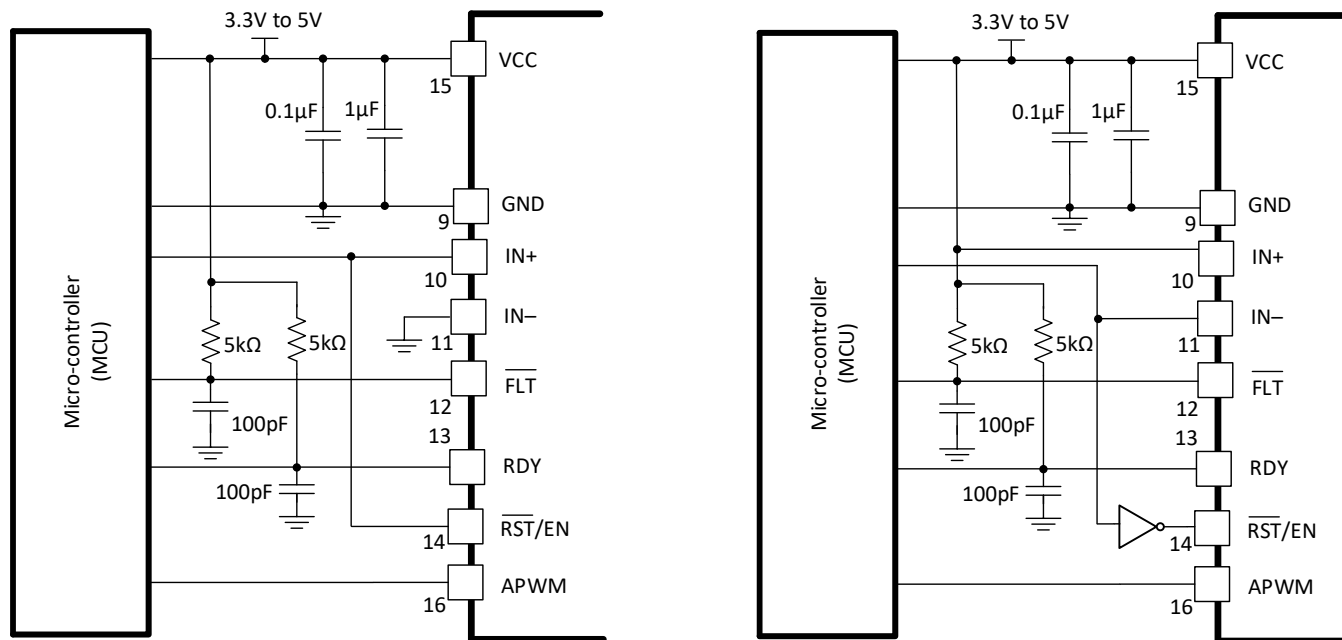 3.3V to 5V
VCC
15
0.1µF
1µF
GND
9
IN+
10
IN–
11
5kΩ
5kΩ
FLT
12
100pF
13
RDY
100pF
RST/EN
14
APWM
16
Micro-controller
(MCU)
3.3V to 5V
VCC
15
0.1µF
1µF
GND
9
IN+
10
IN–
11
5kΩ
5kΩ
FLT
12
100pF
13
RDY
100pF
RST/EN
14
APWM
16
Micro-controller
(MCU)